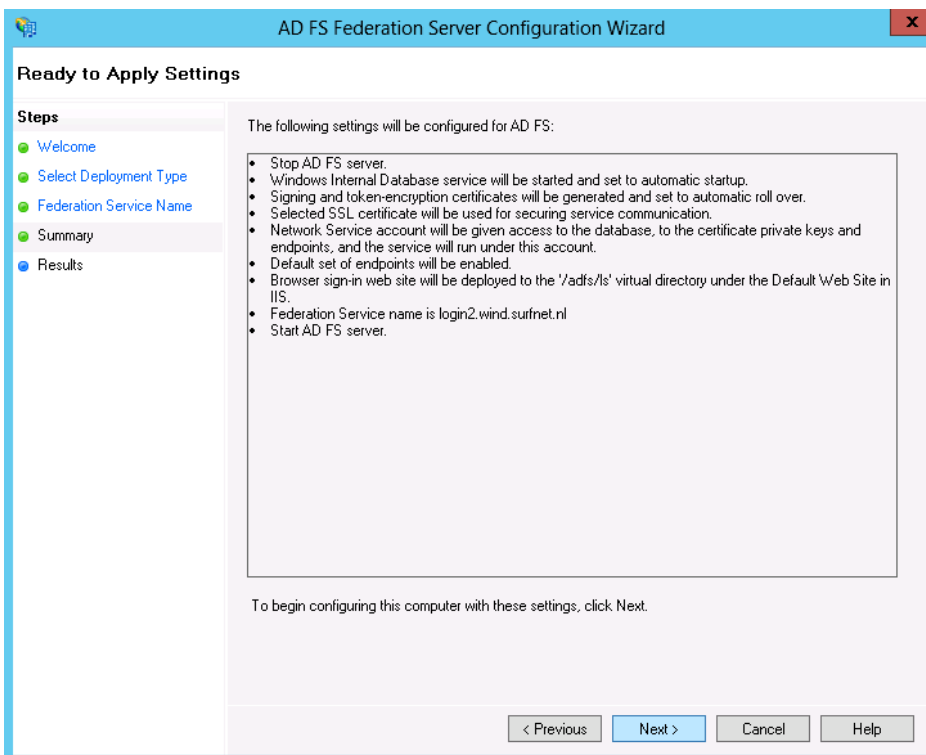 AD FS Federation Server Configuration Wizard
x
Ready to Apply Settings
Steps
Welcome
Select Deployment Type
Federation Service Name
Summary
Results
The following settings will be configured for AD FS:
• Stop AD FS server.
• Windows Internal Database service will be started and set to automatic startup.
• Signing and token-encryption certificates will be generated and set to automatic roll over.
• Selected SSL certificate will be used for securing service communication.
• Network Service account will be given access to the database, to the certificate private keys and
endpoints, and the service will run under this account.
• Default set of endpoints will be enabled.
• Browser sign-in web site will be deployed to the '/adfs/ls' virtual directory under the Default Web Site in
IIS.
• Federation Service name is login2.wind.surfnet.nl
• Start AD FS server.
To begin configuring this computer with these settings, click Next.
< Previous
Next >
Cancel
Help